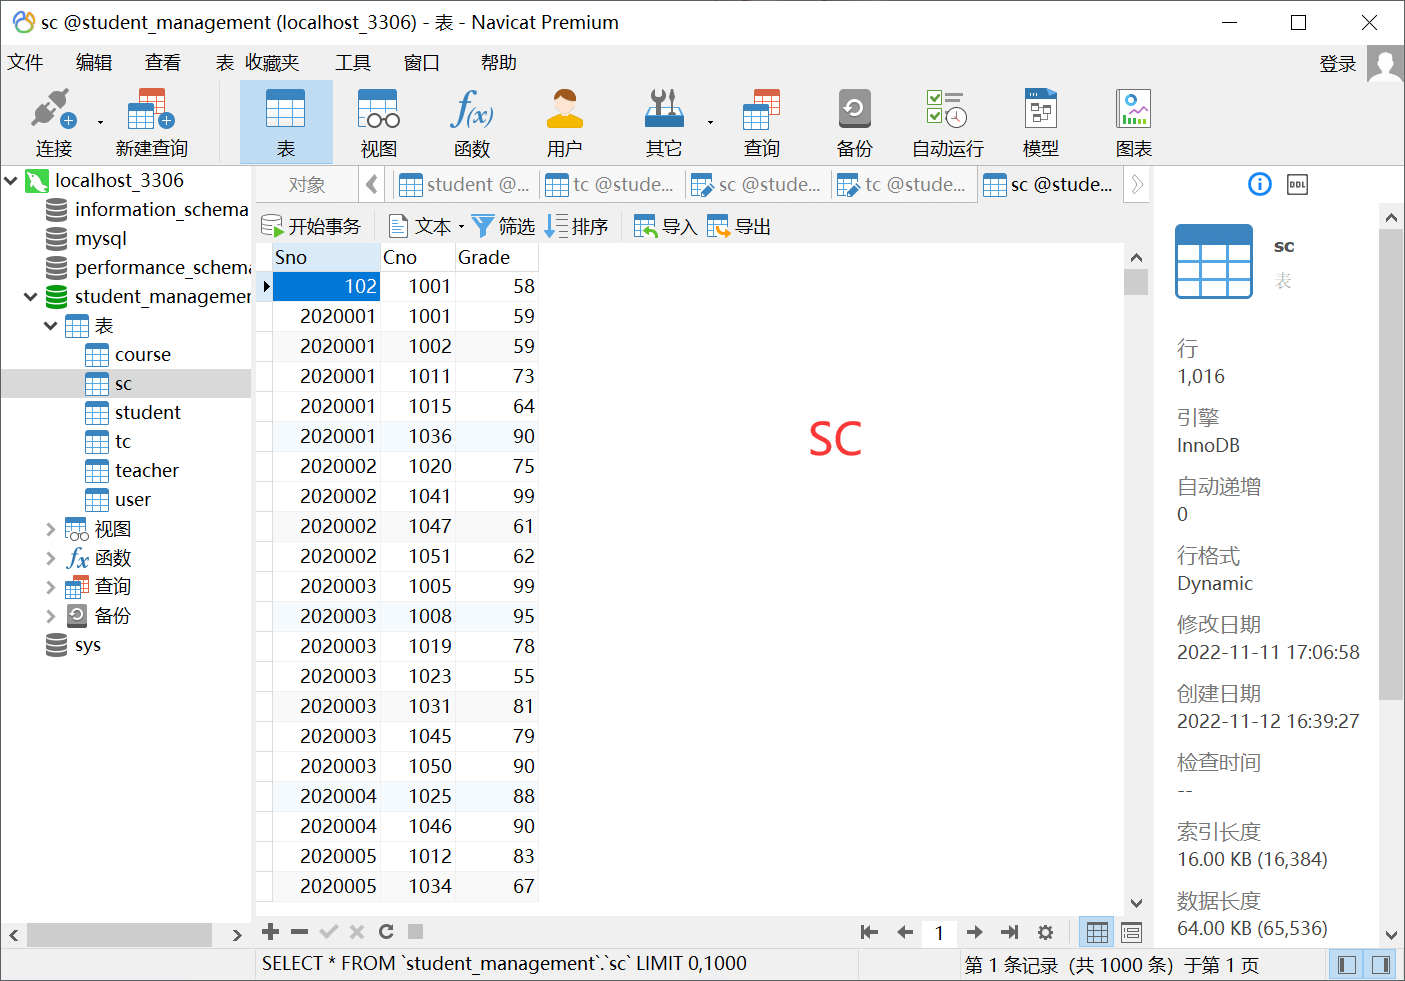 sc @student_management (localhost_3306) - 表 - Navicat Premium
文件 编辑 查看 表 收藏夹 工具 窗口 帮助 登录
连接 新建查询 表 视图 函数 用户 其它 查询 备份 自动运行 模型 图表
localhost_3306
information_schema
mysql
performance_schema
student_managemer
表
course
sc
student
tc
teacher
user
视图
函数
查询
备份
sys
对象 student @... tc @stude... sc @stude... tc @stude... sc @stude...
开始事务 文本 筛选 排序 导入 导出
Sno Cno Grade
102 1001 58
2020001 1001 59
2020001 1002 59
2020001 1011 73
2020001 1015 64
2020001 1036 90
2020002 1020 75
2020002 1041 99
2020002 1047 61
2020002 1051 62
2020003 1005 99
2020003 1008 95
2020003 1019 78
2020003 1023 55
2020003 1031 81
2020003 1045 79
2020003 1050 90
2020004 1025 88
2020004 1046 90
2020005 1012 83
2020005 1034 67
SC
DDL
sc
表
行
1,016
引擎
InnoDB
自动递增
0
行格式
Dynamic
修改日期
2022-11-11 17:06:58
创建日期
2022-11-12 16:39:27
检查时间
--
索引长度
16.00 KB (16,384)
数据长度
64.00 KB (65,536)
1
SELECT * FROM `student_management`.`sc` LIMIT 0,1000
第 1 条记录（共 1000 条）于第 1 页